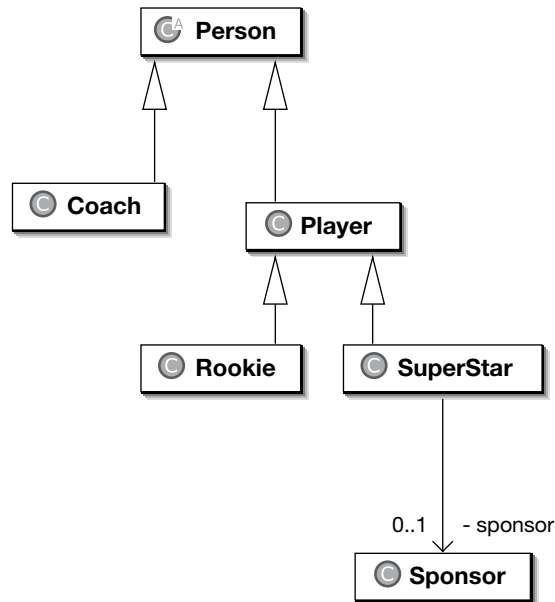 C A Person
C Coach
C Player
C Rookie
C SuperStar
0..1 - sponsor
C Sponsor